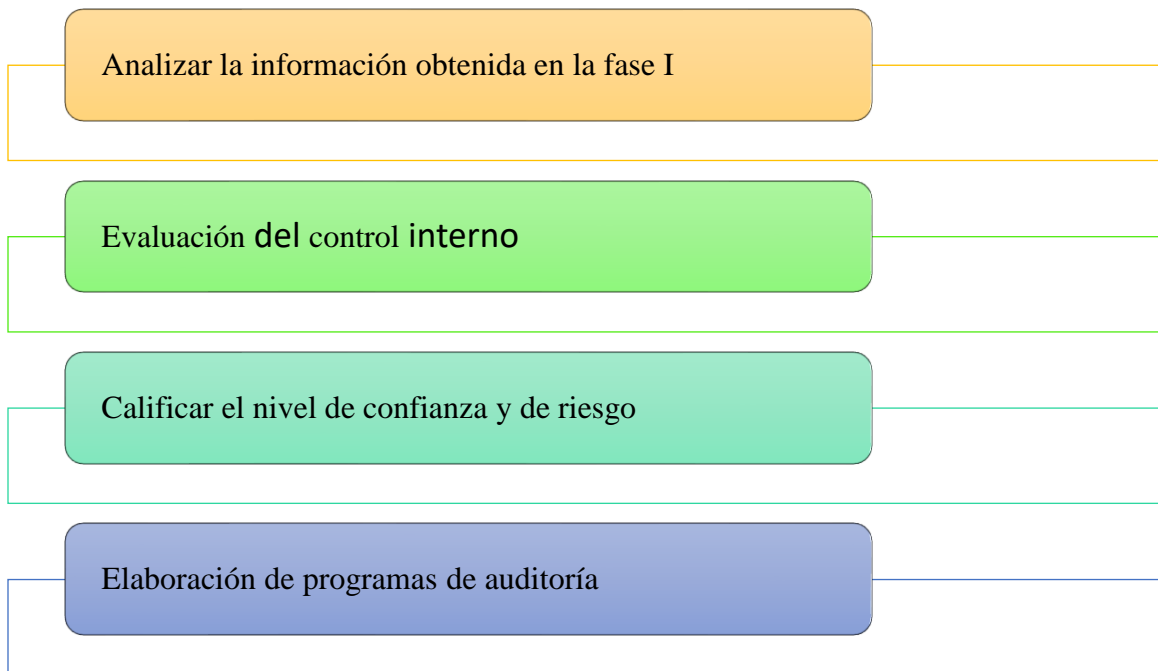 Analizar la información obtenida en la fase I
Evaluación del control interno
Calificar el nivel de confianza y de riesgo
Elaboración de programas de auditoría